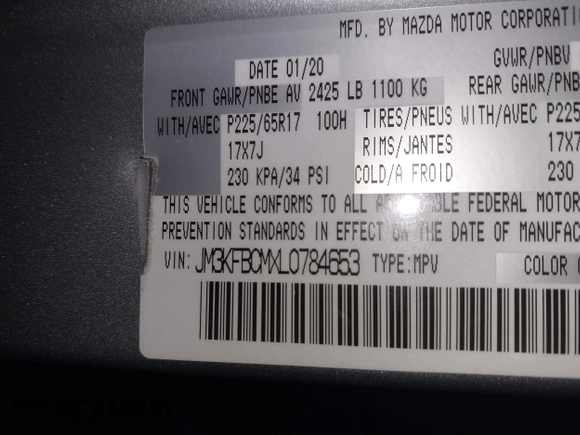 MFD. BY MAZDA MOTOR CORPORATI
DATE 01/20 GVWR/PNBV
FRONT GAWR/PNBE AV 2425 LB 1100 KG REAR GAWR/PNB
WITH/AVEC P225/65R17 100H TIRES/PNEUS WITH/AVEC P225
17X7J RIMS/JANTES 17X7
230 KPA/34 PSI COLD/A FROID 230
THIS VEHICLE CONFORMS TO ALL APPLICABLE FEDERAL MOTOR
PREVENTION STANDARDS IN EFFECT ON THE DATE OF MANUFAC
VIN: JM3KFBCMXL0784653 TYPE:MPV COLOR